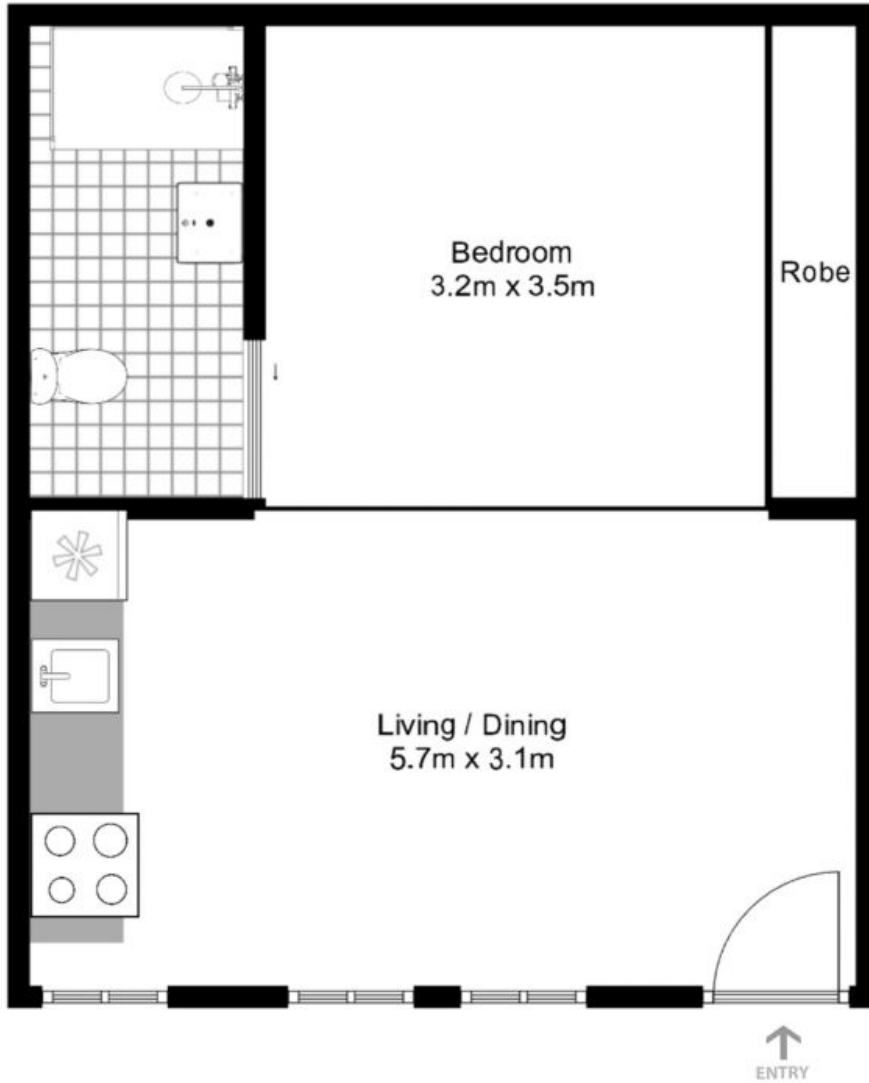 Bedroom
3.2m x 3.5m
Robe
Living / Dining
5.7m x 3.1m
ENTRY